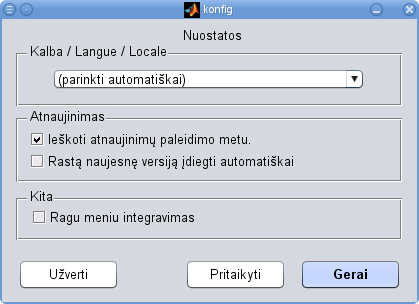 konfig
Nuostatos
Kalba / Langue / Locale
(parinkti automatiškai)
Atnaujinimas
Ieškoti atnaujinimų paleidimo metu.
Rastą naujesnę versiją įdiegti automatiškai
Kita
Ragu meniu integravimas
Užverti
Pritaikyti
Gerai